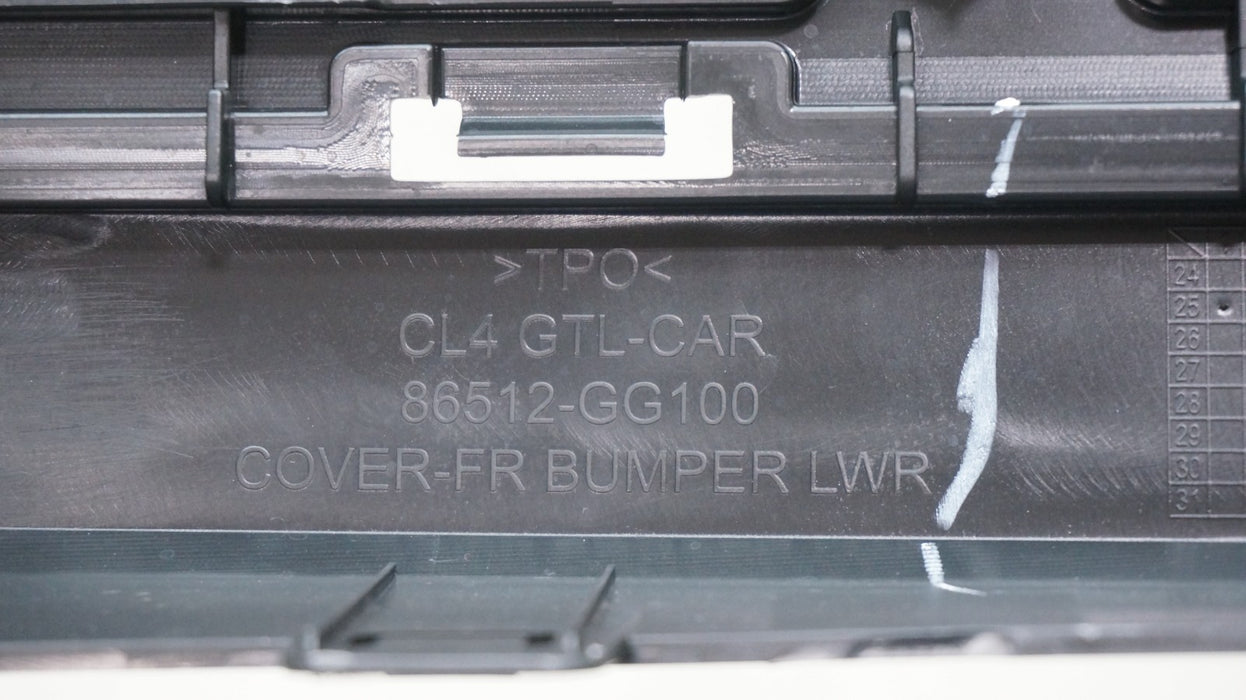 >TPO<
CL4 GTL-CAR
86512-GG100
COVER-FR BUMPER LWR
24
25
26
27
28
29
30
31